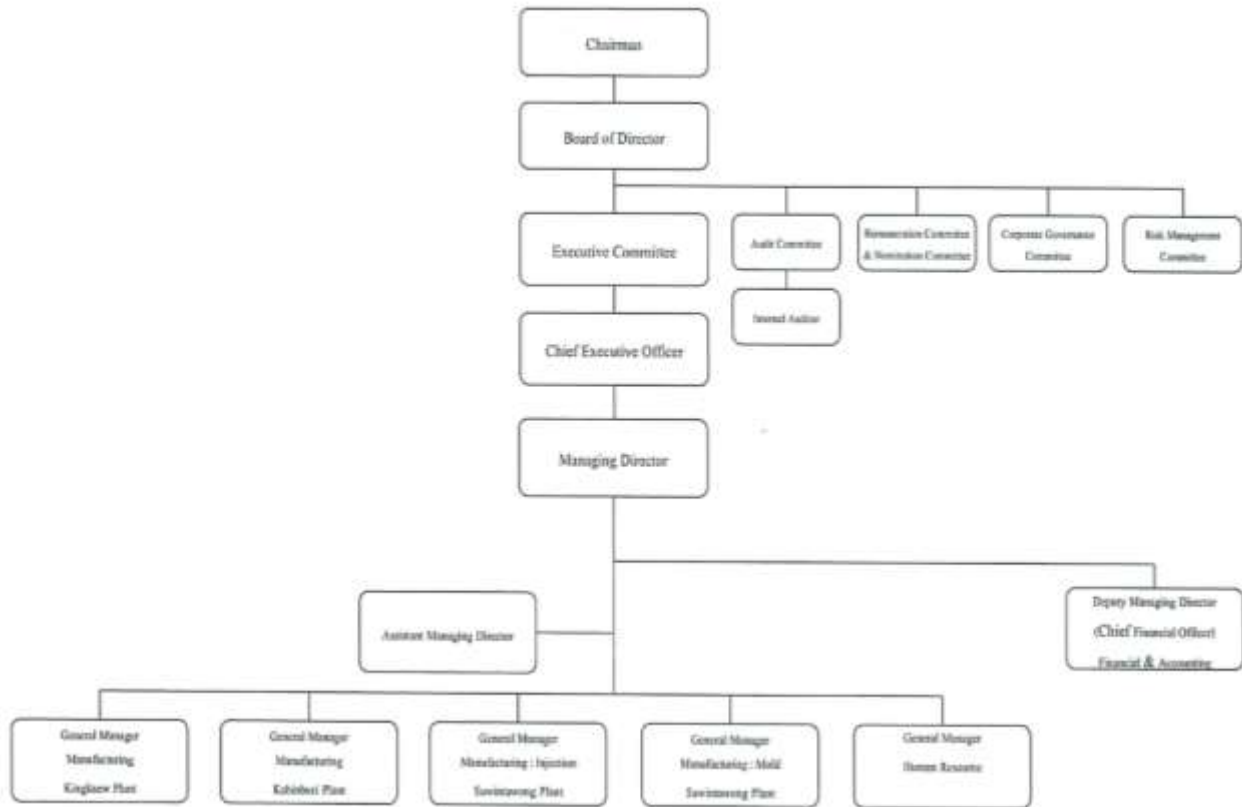 Chairman
Board of Director
Executive Committee
Audit Committee
Remuneration Committee
& Nomination Committee
Corporate Governance
Committee
Risk Management
Committee
Internal Auditor
Chief Executive Officer
Managing Director
Assistant Managing Director
Deputy Managing Director
(Chief Financial Officer)
Financial & Accounting
General Manager
Manufacturing
Kingkaew Plant
General Manager
Manufacturing
Kabinburi Plant
General Manager
Manufacturing : Injection
Suwintawong Plant
General Manager
Manufacturing : Mold
Suwintawong Plant
General Manager
Human Resource